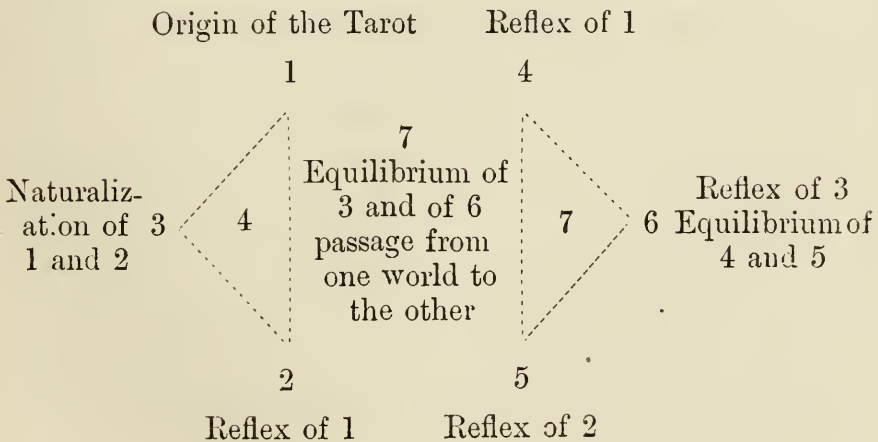 Origin of the Tarot Reflex of 1
1 4
7
Equilibrium of
3 and of 6
passage from
one world to
the other
Naturaliz-
ation of 3
1 and 2
4
7
6
Reflex of 3
Equilibrium of
4 and 5
2 5
Reflex of 1 Reflex of 2